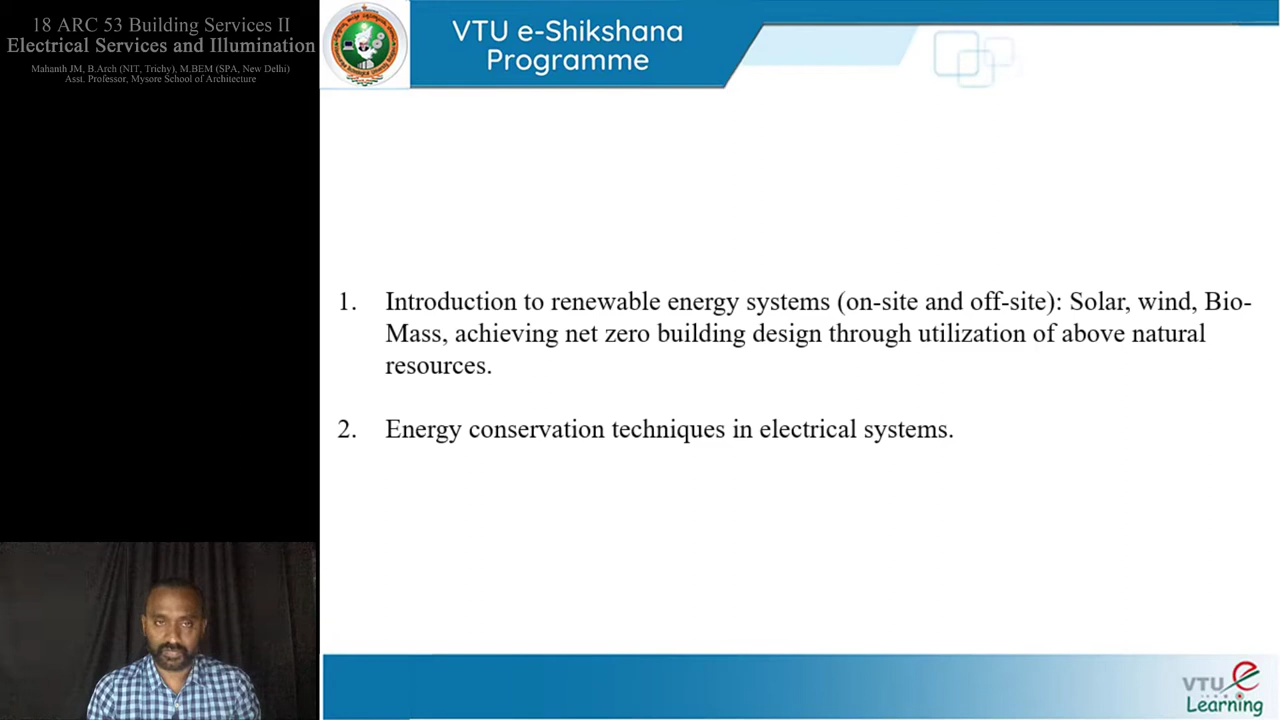 18 ARC 53 Building Services II
Electrical Services and Illumination
Mahanth JM, B.Arch (NIT, Trichy), M.BEM (SPA, New Delhi)
Asst. Professor, Mysore School of Architecture
VTU e-Shikshana
Programme
1. Introduction to renewable energy systems (on-site and off-site): Solar, wind, Bio-
Mass, achieving net zero building design through utilization of above natural
resources.
2. Energy conservation techniques in electrical systems.
VTU e
Learning